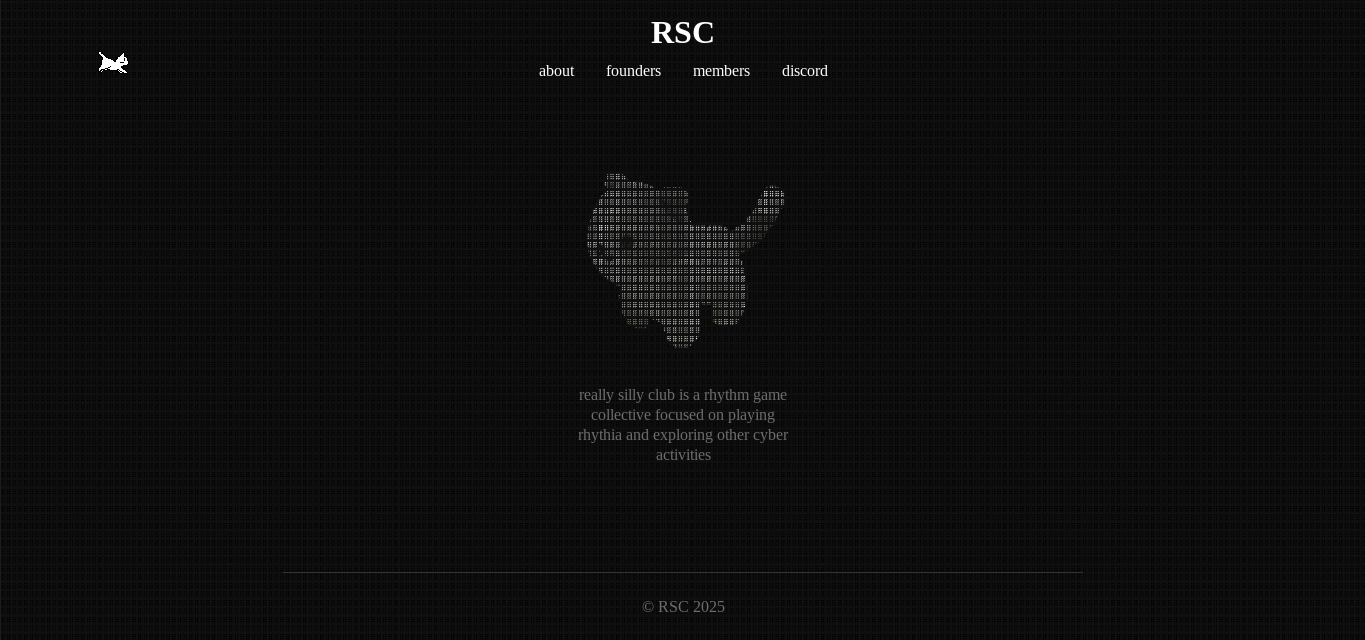 RSC
about founders members discord
really silly club is a rhythm game
collective focused on playing
rhythia and exploring other cyber
activities
© RSC 2025